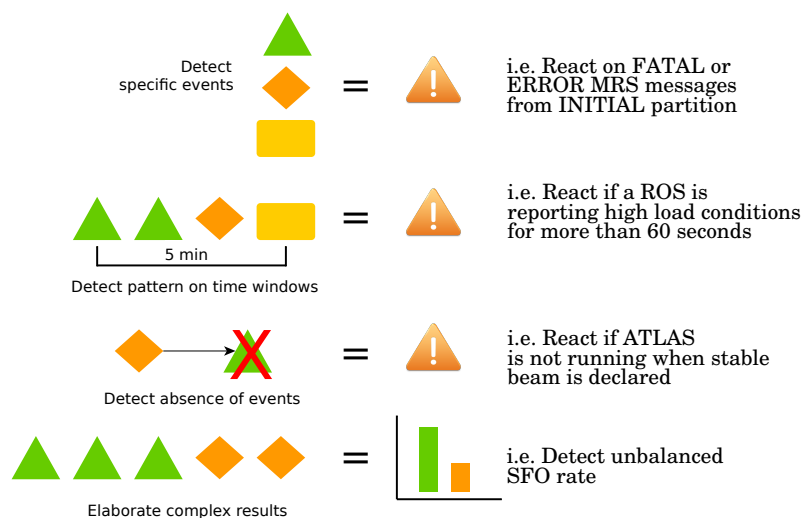 Detect
specific events
=
i.e. React on FATAL or
ERROR MRS messages
from INITIAL partition
=
i.e. React if a ROS is
reporting high load conditions
for more than 60 seconds
5 min
Detect pattern on time windows
=
i.e. React if ATLAS
is not running when stable
beam is declared
Detect absence of events
=
i.e. Detect unbalanced
SFO rate
Elaborate complex results